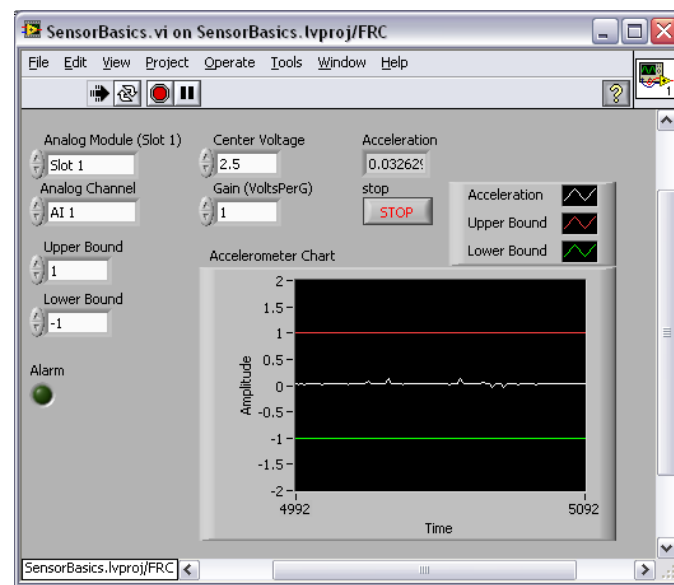 SensorBasics.vi on SensorBasics.lvproj/FRC
File Edit View Project Operate Tools Window Help
?
1
Analog Module (Slot 1)
Slot 1
Center Voltage
2.5
Acceleration
0.032629
Analog Channel
AI 1
Gain (VoltsPerG)
1
stop
STOP
Acceleration
Upper Bound
Lower Bound
Upper Bound
1
Lower Bound
-1
Alarm
Accelerometer Chart
Amplitude
2
1.5
1
0.5
0
-0.5
-1
-1.5
-2
4992
5092
Time
SensorBasics.lvproj/FRC